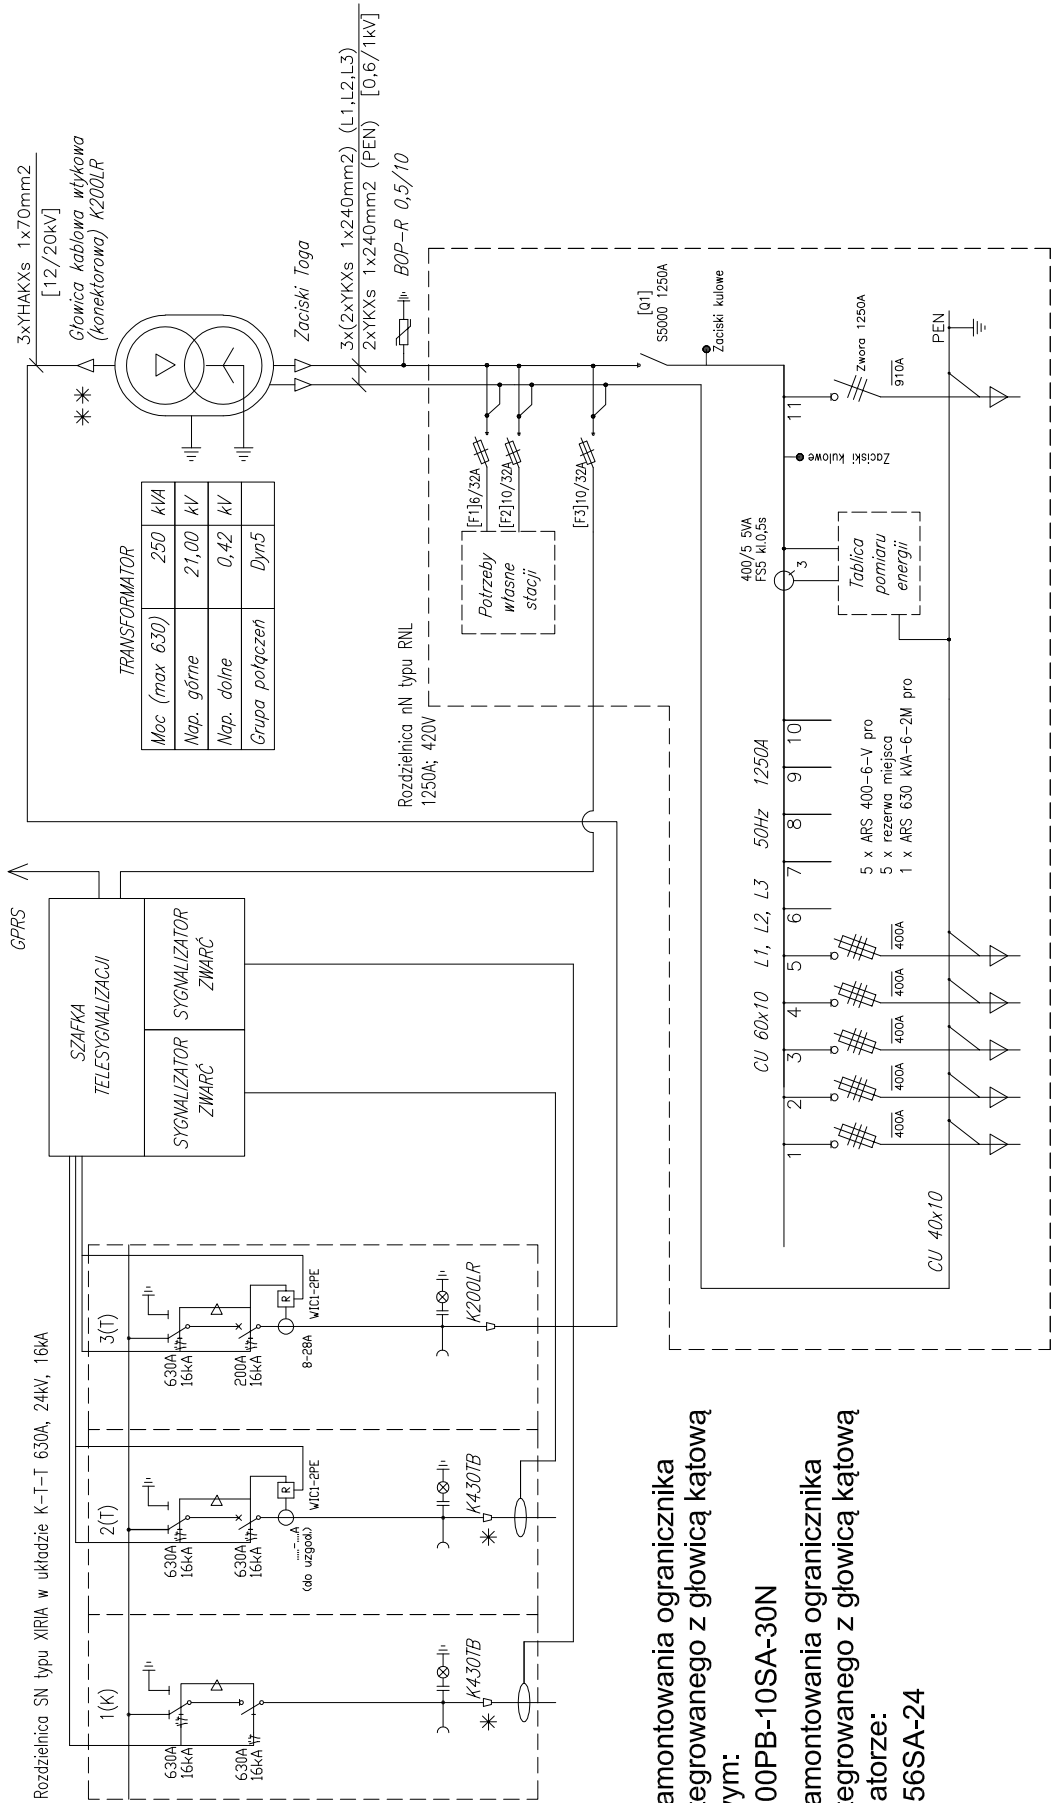 Rozdzielnica SN typu XIRIA w układzie K-T-T 630A, 24kV, 16kA
1(K)
630A
16kA
630A
16kA
K430TB
2(T)
630A
16kA
630A
16kA
R
WIC1-2PE
(do uzgod.)
K430TB
3(T)
630A
16kA
200A
16kA
R
WIC1-2PE
8-28A
K200LR
GPRS
SZAFKA
TELESYGNALIZACJI
SYGNALIZATOR
ZWARĆ
SYGNALIZATOR
ZWARĆ
TRANSFORMATOR
Moc (max 630) 250 kVA
Nap. górne 21,00 kV
Nap. dolne 0,42 kV
Grupa połączeń Dyn5
3xYHAKXs 1x70mm2
[12/20kV]
Głowica kablowa wtykowa
(konektorowa) K200LR
Zaciski Toga
3x(2xYKXs 1x240mm2) (L1,L2,L3)
2xYKXs 1x240mm2 (PEN) [0,6/1kV]
BOP-R 0,5/10
Rozdzielnica nN typu RNL
1250A; 420V
[F1]6/32A
[F2]10/32A
[F3]10/32A
Potrzeby
własne
stacji
[Q1]
S5000 1250A
Zaciski kulowe
400/5 5VA
FS5 kl.0,5s
3
Tablica
pomiaru
energii
Zaciski kulowe
CU 60x10 L1, L2, L3 50Hz 1250A
1
2
3
4
5
6
7
8
9
10
11
400A
400A
400A
400A
400A
Zwora 1250A
910A
5 x ARS 400-6-V pro
5 x rezerwa miejsca
1 x ARS 630 kVA-6-2M pro
CU 40x10
PEN
amontowania ogranicznika
egrowanego z głowicą kątową
ym:
00PB-10SA-30N
amontowania ogranicznika
egrowanego z głowicą kątową
atorze:
56SA-24